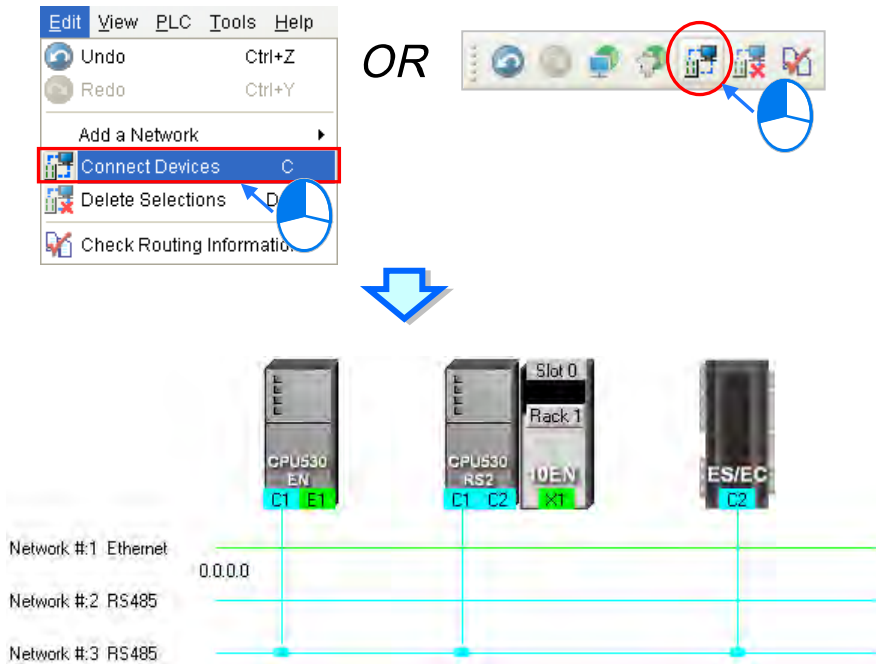 Edit View PLC Tools Help
Undo Ctrl+Z
Redo Ctrl+Y
Add a Network
Connect Devices C
Delete Selections D
Check Routing Information
OR
Slot 0
Rack 1
CPU530
EN
C1 E1
CPU530
RS2
C1 C2
10EN
X1
ES/EC
C2
Network #:1 Ethernet
0.0.0.0
Network #:2 RS485
Network #:3 RS485